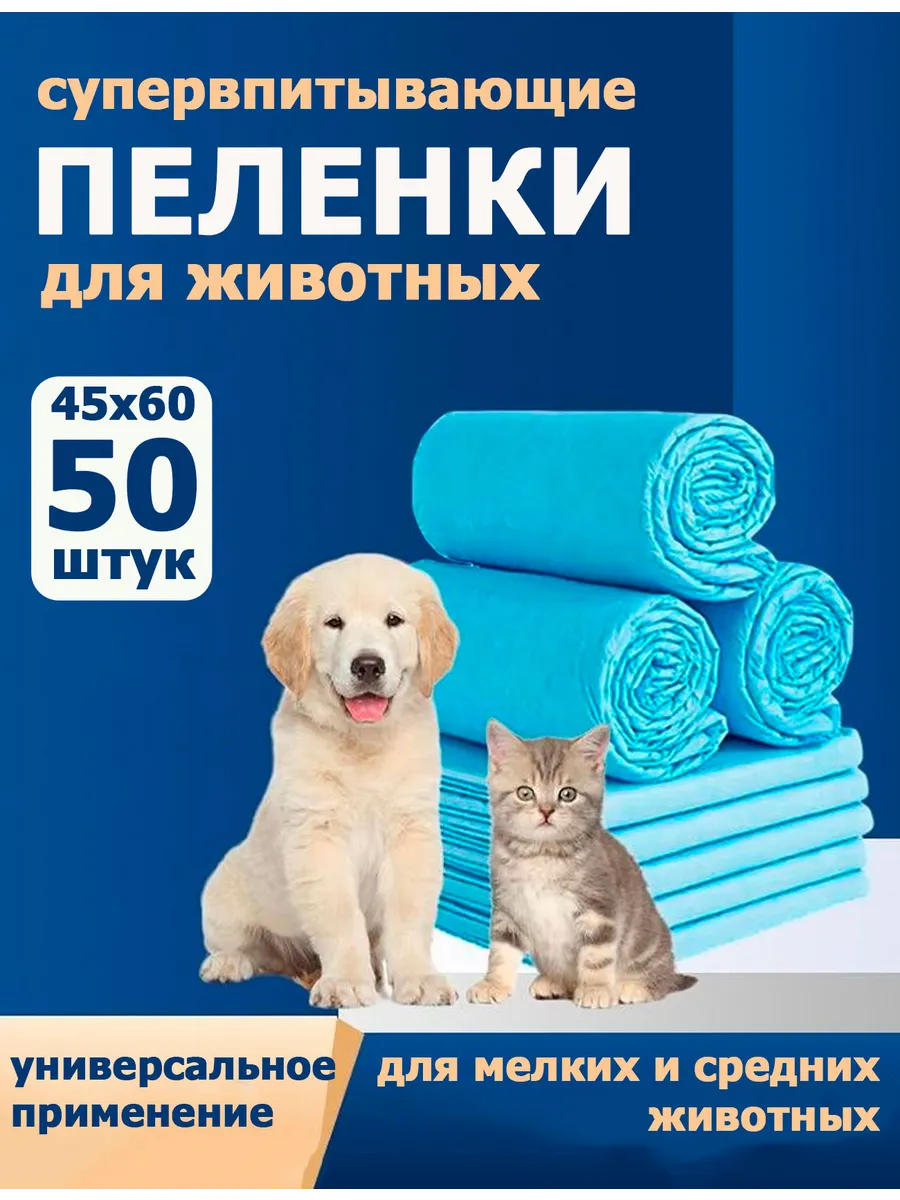 супервпитывающие
ПЕЛЕНКИ
для животных
45х60
50
штук
универсальное
применение
для мелких и средних
животных